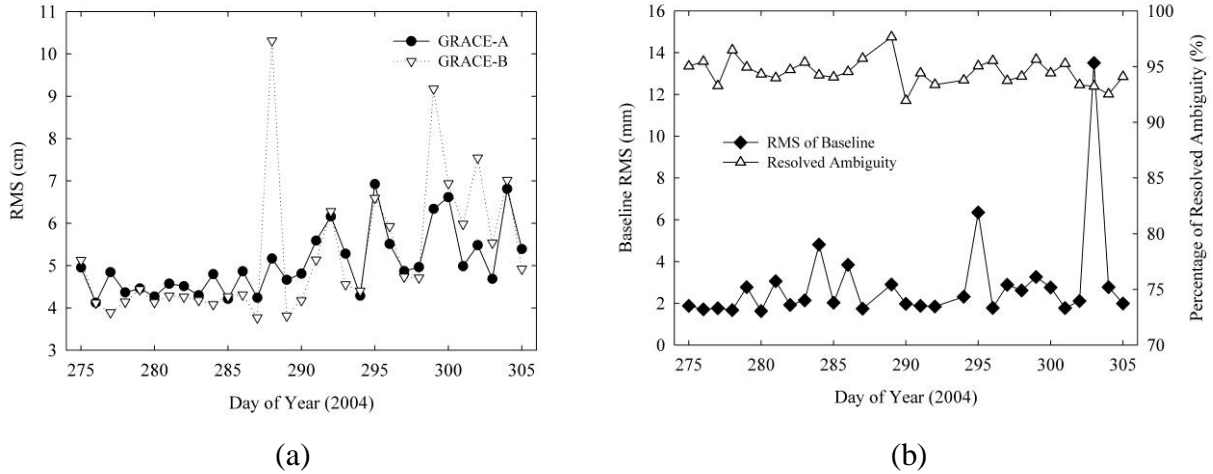 11
10
9
8
7
6
5
4
3
RMS (cm)
GRACE-A
GRACE-B
275 280 285 290 295 300 305
Day of Year (2004)
(a)
16
14
12
10
8
6
4
2
0
Baseline RMS (mm)
RMS of Baseline
Resolved Ambiguity
100
95
90
85
80
75
70
Percentage of Resolved Ambiguity (%)
275 280 285 290 295 300 305
Day of Year (2004)
(b)